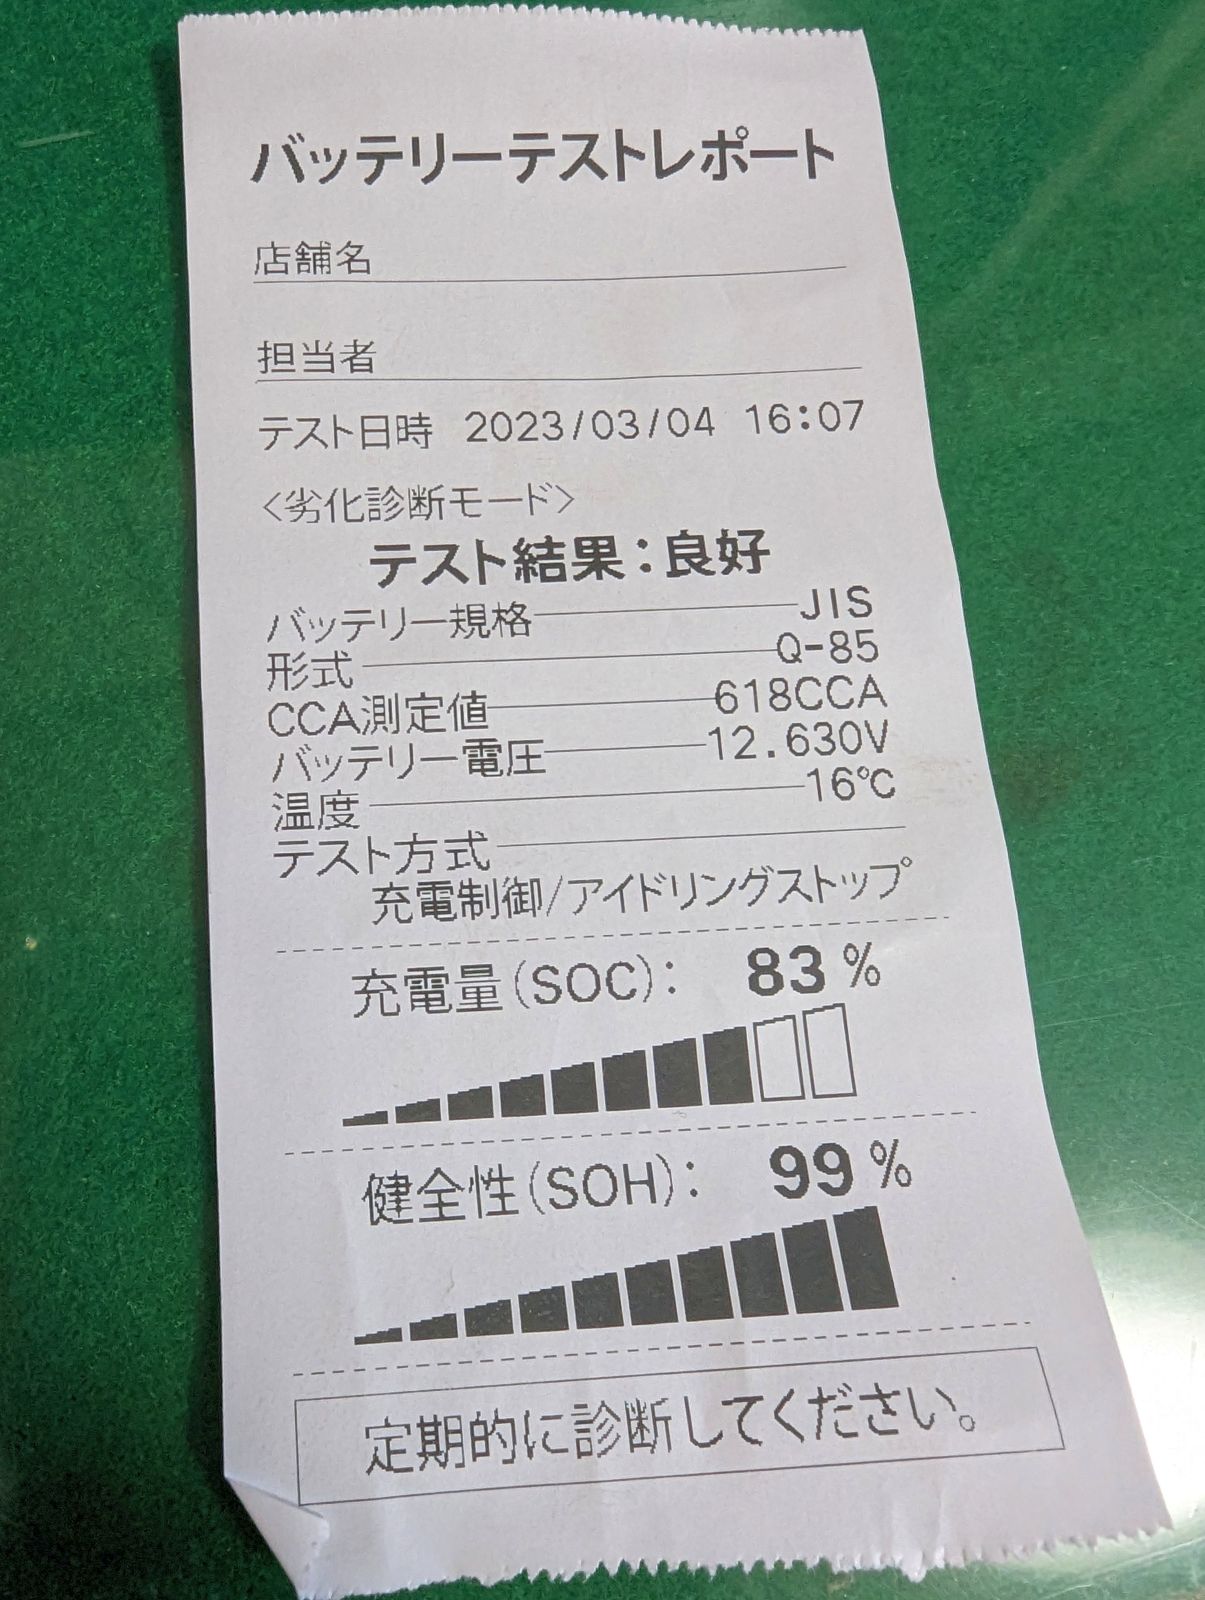 バッテリーテストレポート
店舗名
担当者
テスト日時 2023/03/04 16:07
<劣化診断モード>
テスト結果:良好
バッテリー規格 JIS
形式 Q-85
CCA測定値 618CCA
バッテリー電圧 12.630V
温度 16℃
テスト方式
充電制御/アイドリングストップ
充電量(SOC): 83%
健全性(SOH): 99%
定期的に診断してください。